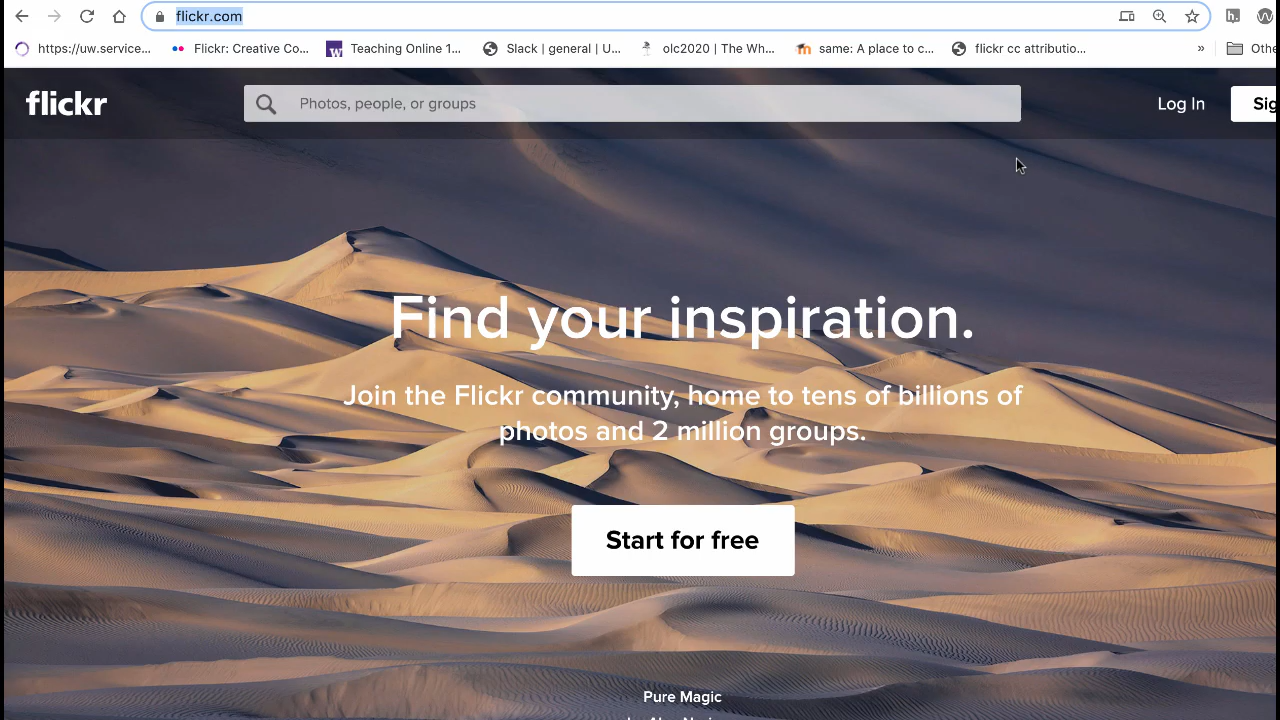 flickr.com
https://uw.service... Flickr: Creative Co... Teaching Online 1... Slack | general | U... olc2020 | The Wh... same: A place to c... flickr cc attributio... » Othe
flickr Photos, people, or groups Log In Sig
Find your inspiration.
Join the Flickr community, home to tens of billions of
photos and 2 million groups.
Start for free
Pure Magic